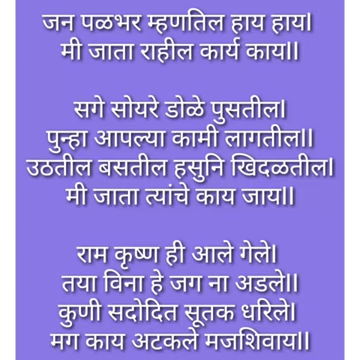 जन पळभर म्हणतिल हाय हाय।
मी जाता राहील कार्य काय॥
सगे सोयरे डोळे पुसतील।
पुन्हा आपल्या कामी लागतील॥
उठतील बसतील हसुनि खिदळतील।
मी जाता त्यांचे काय जाय॥
राम कृष्ण ही आले गेले।
तया विना हे जग ना अडले॥
कुणी सदोदित सूतक धरिले।
मग काय अटकले मजशिवाय॥